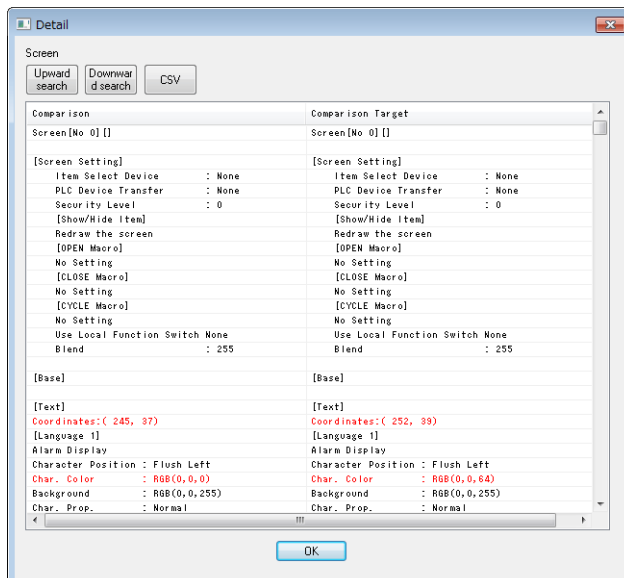 Detail
Screen
Upward search
Downwar d search
CSV
Comparison Comparison Target
Screen[No 0][] Screen[No 0][]
[Screen Setting] [Screen Setting]
Item Select Device : None Item Select Device : None
PLC Device Transfer : None PLC Device Transfer : None
Security Level : 0 Security Level : 0
[Show/Hide Item] [Show/Hide Item]
Redraw the screen Redraw the screen
[OPEN Macro] [OPEN Macro]
No Setting No Setting
[CLOSE Macro] [CLOSE Macro]
No Setting No Setting
[CYCLE Macro] [CYCLE Macro]
No Setting No Setting
Use Local Function Switch None Use Local Function Switch None
Blend : 255 Blend : 255
[Base] [Base]
[Text] [Text]
Coordinates:( 245, 37) Coordinates:( 252, 39)
[Language 1] [Language 1]
Alarm Display Alarm Display
Character Position : Flush Left Character Position : Flush Left
Char. Color : RGB(0,0,0) Char. Color : RGB(0,0,64)
Background : RGB(0,0,255) Background : RGB(0,0,255)
Char. Prop. : Normal Char. Prop. : Normal
OK